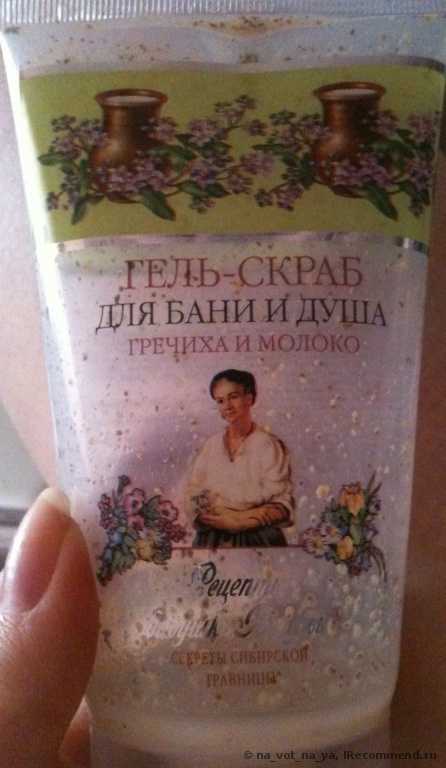 ГЕЛЬ-СКРАБ
ДЛЯ БАНИ И ДУША
ГРЕЧИХА И МОЛОКО
СЕКРЕТЫ СИБИРСКОЙ
ТРАВНИЦЫ
© na_vot_na_ya, IRecommend.ru